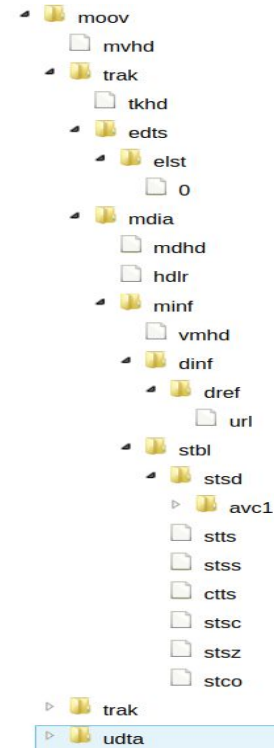 moov
mvhd
trak
tkhd
edts
elst
0
mdia
mdhd
hdlr
minf
vmhd
dinf
dref
url
stbl
stsd
avc1
stts
stss
ctts
stsc
stsz
stco
trak
udta